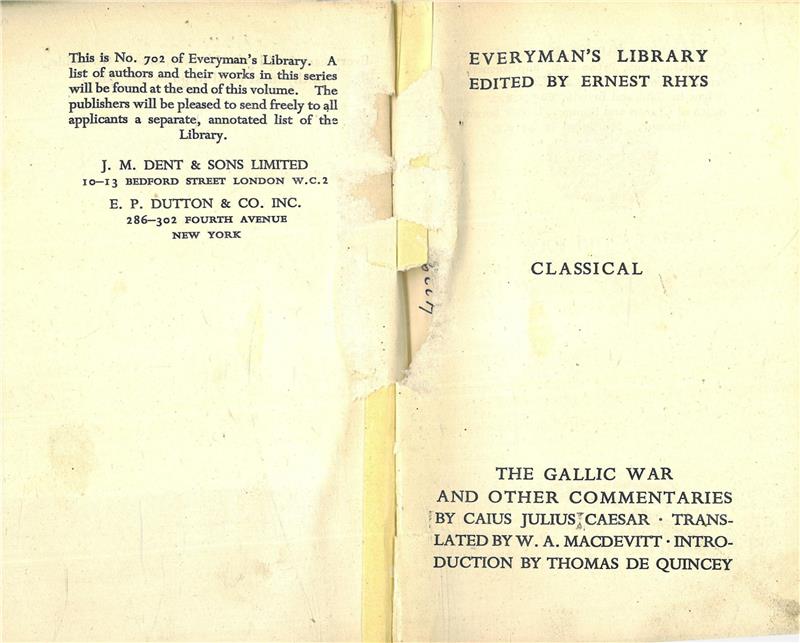 This is No. 702 of Everyman's Library. A
list of authors and their works in this series
will be found at the end of this volume. The
publishers will be pleased to send freely to all
applicants a separate, annotated list of the
Library.
J. M. DENT & SONS LIMITED
10–13 BEDFORD STREET LONDON W.C.2
E. P. DUTTON & CO. INC.
286–302 FOURTH AVENUE
NEW YORK
EVERYMAN'S LIBRARY
EDITED BY ERNEST RHYS
CLASSICAL
THE GALLIC WAR
AND OTHER COMMENTARIES
BY CAIUS JULIUS CAESAR · TRANS-
LATED BY W. A. MACDEVITT · INTRO-
DUCTION BY THOMAS DE QUINCEY